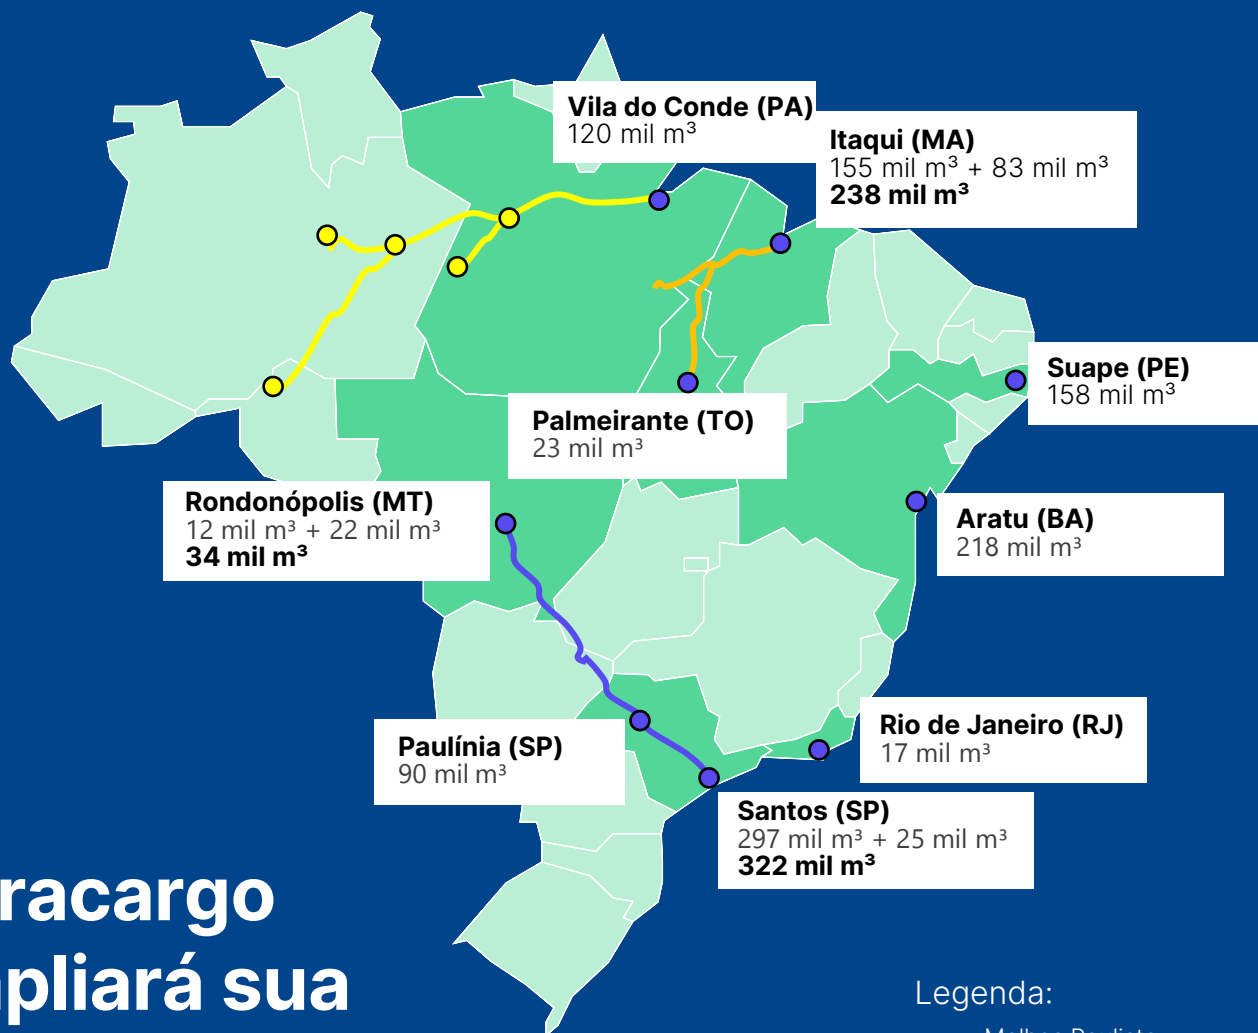 Vila do Conde (PA)
120 mil m³
Itaqui (MA)
155 mil m³ + 83 mil m³
238 mil m³
Suape (PE)
158 mil m³
Palmeirante (TO)
23 mil m³
Rondonópolis (MT)
12 mil m³ + 22 mil m³
34 mil m³
Aratu (BA)
218 mil m³
Rio de Janeiro (RJ)
17 mil m³
Paulínia (SP)
90 mil m³
Santos (SP)
297 mil m³ + 25 mil m³
322 mil m³
racargo
pliará sua
Legenda: